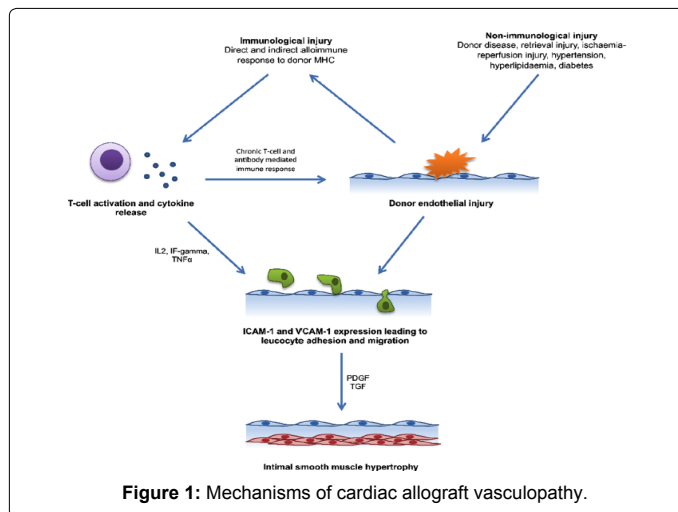 Immunological injury
Direct and indirect alloimmune
response to donor MHC
Non-immunological injury
Donor disease, retrieval injury, ischaemia-
reperfusion injury, hypertension,
hyperlipidaemia, diabetes
Chronic T-cell and
antibody mediated
immune response
T-cell activation and cytokine
release
Donor endothelial injury
IL2, IF-gamma,
TNFα
ICAM-1 and VCAM-1 expression leading to
leucocyte adhesion and migration
PDGF
TGF
Intimal smooth muscle hypertrophy
Figure 1: Mechanisms of cardiac allograft vasculopathy.